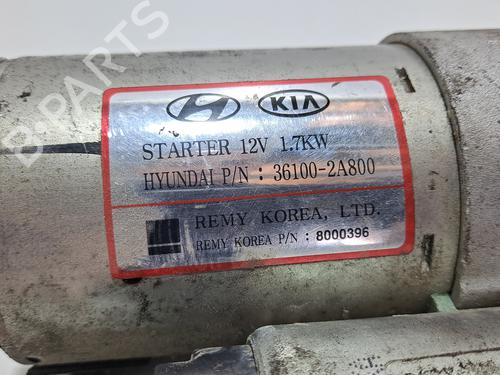 KIA
STARTER 12V 1.7KW
HYUNDAI P/N : 36100-2A800
REMY KOREA, LTD.
REMY KOREA P/N : 8000396
B-PARTS